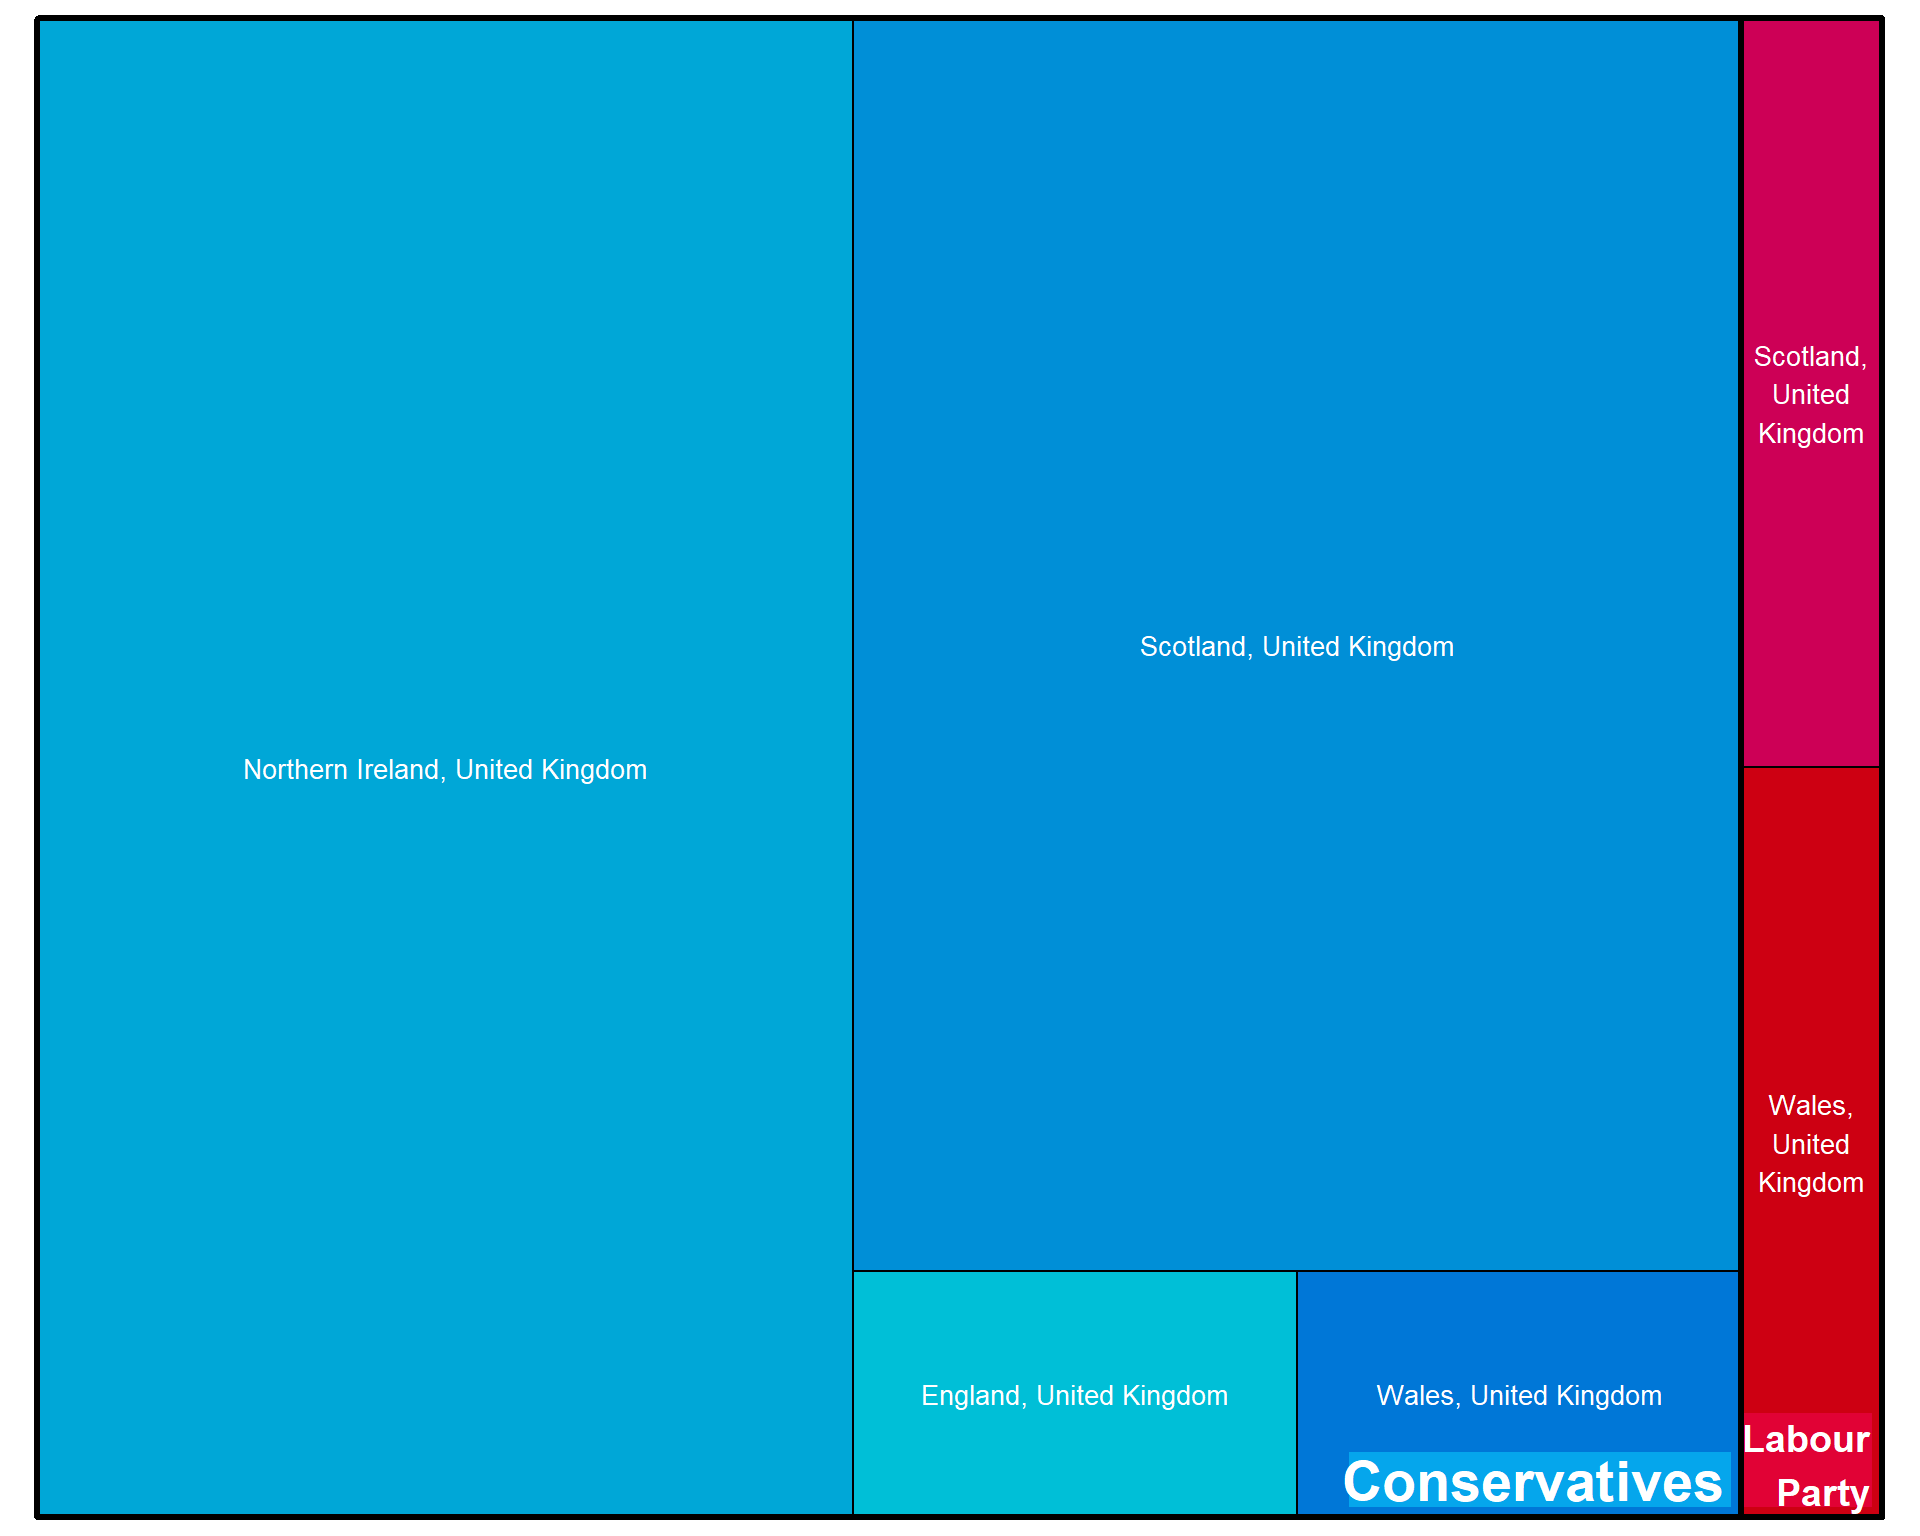 Northern Ireland, United Kingdom
Scotland, United Kingdom
England, United Kingdom
Wales, United Kingdom
Conservatives
Scotland,
United
Kingdom
Wales,
United
Kingdom
Labour
Party